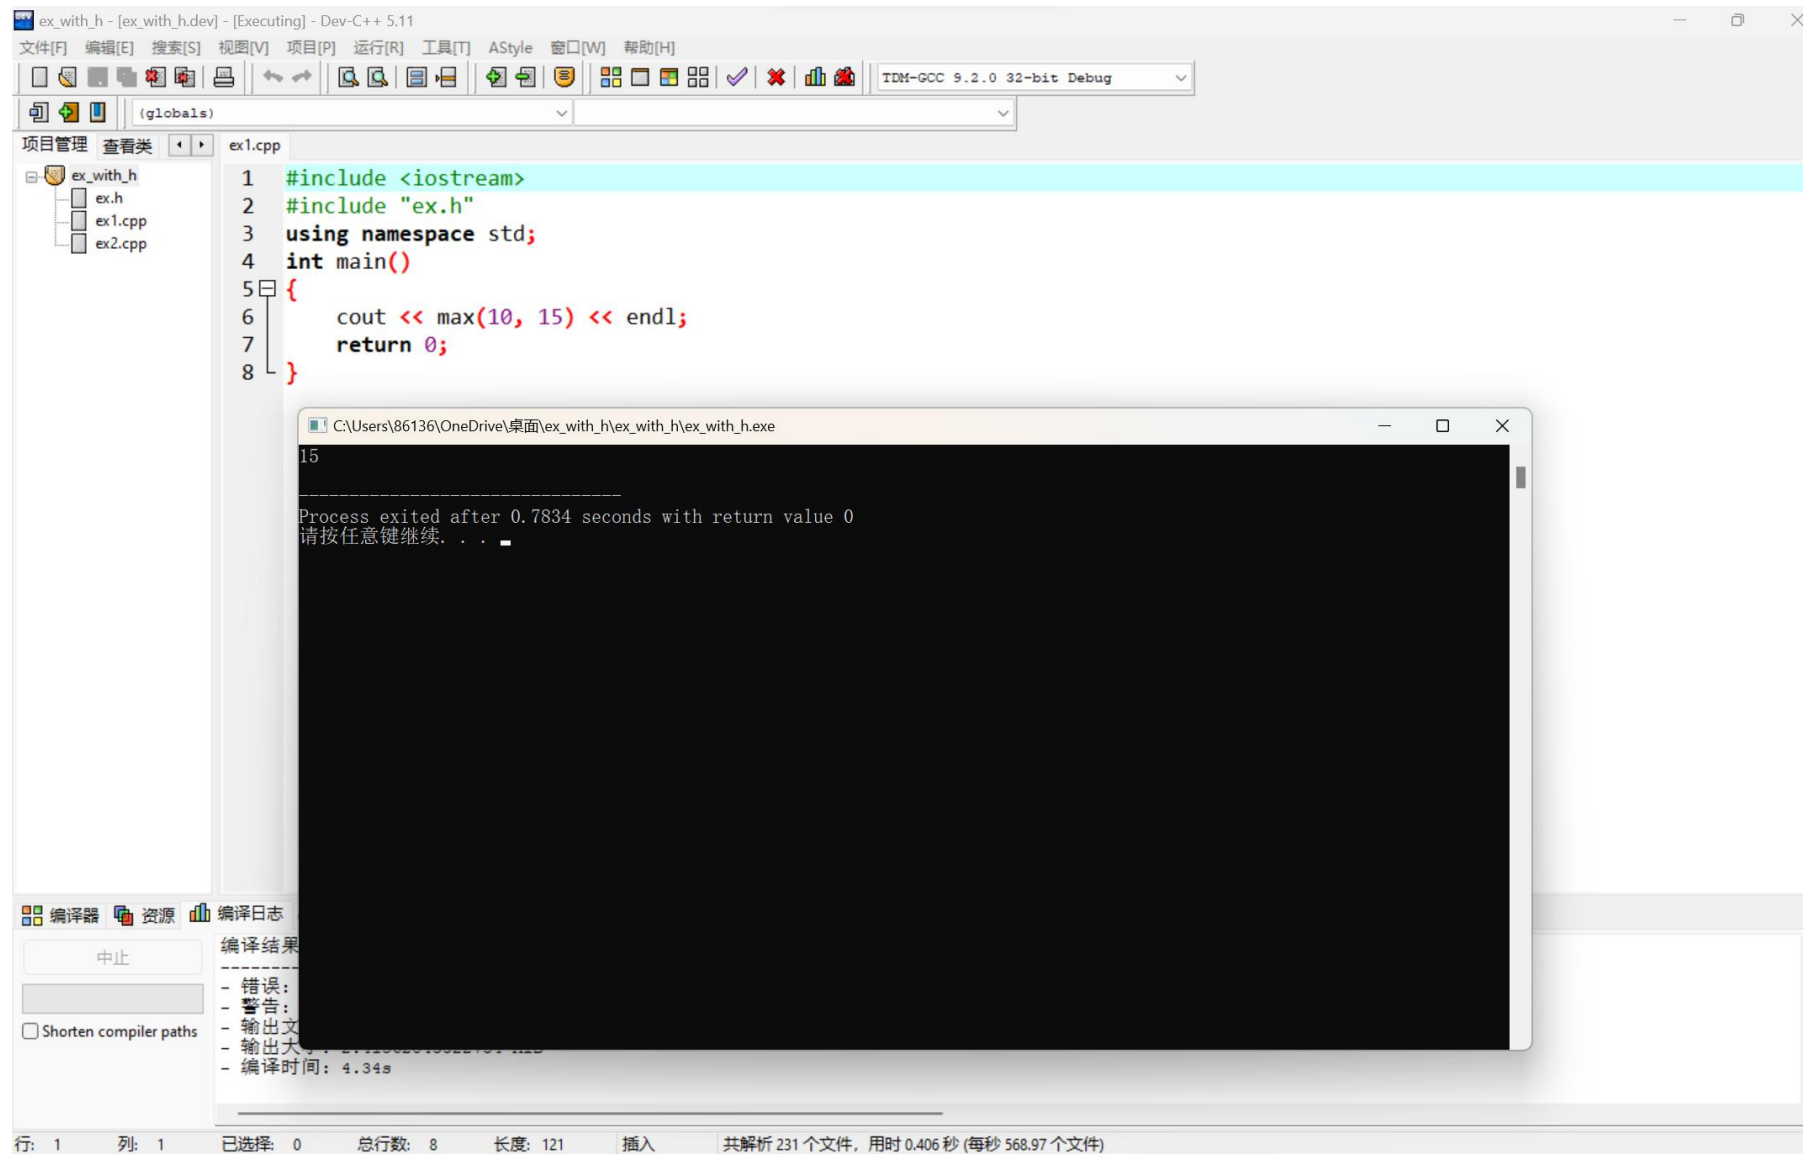 ex_with_h - [ex_with_h.dev] - [Executing] - Dev-C++ 5.11
文件[F] 编辑[E] 搜索[S] 视图[V] 项目[P] 运行[R] 工具[T] AStyle 窗口[W] 帮助[H]
TDM-GCC 9.2.0 32-bit Debug
(globals)
项目管理 查看类 ex1.cpp
ex_with_h
ex.h
ex1.cpp
ex2.cpp
1 #include <iostream>
2 #include "ex.h"
3 using namespace std;
4 int main()
5 {
6 cout << max(10, 15) << endl;
7 return 0;
8 }
C:\Users\86136\OneDrive\桌面\ex_with_h\ex_with_h\ex_with_h.exe
15
--------------------------------
Process exited after 0.7834 seconds with return value 0
请按任意键继续. . .
编译器 资源 编译日志
中止
Shorten compiler paths
编译结果
--------
- 错误:
- 警告:
- 输出文
- 输出大
- 编译时间: 4.34s
行: 1 列: 1 已选择: 0 总行数: 8 长度: 121 插入 共解析 231 个文件，用时 0.406 秒 (每秒 568.97 个文件)